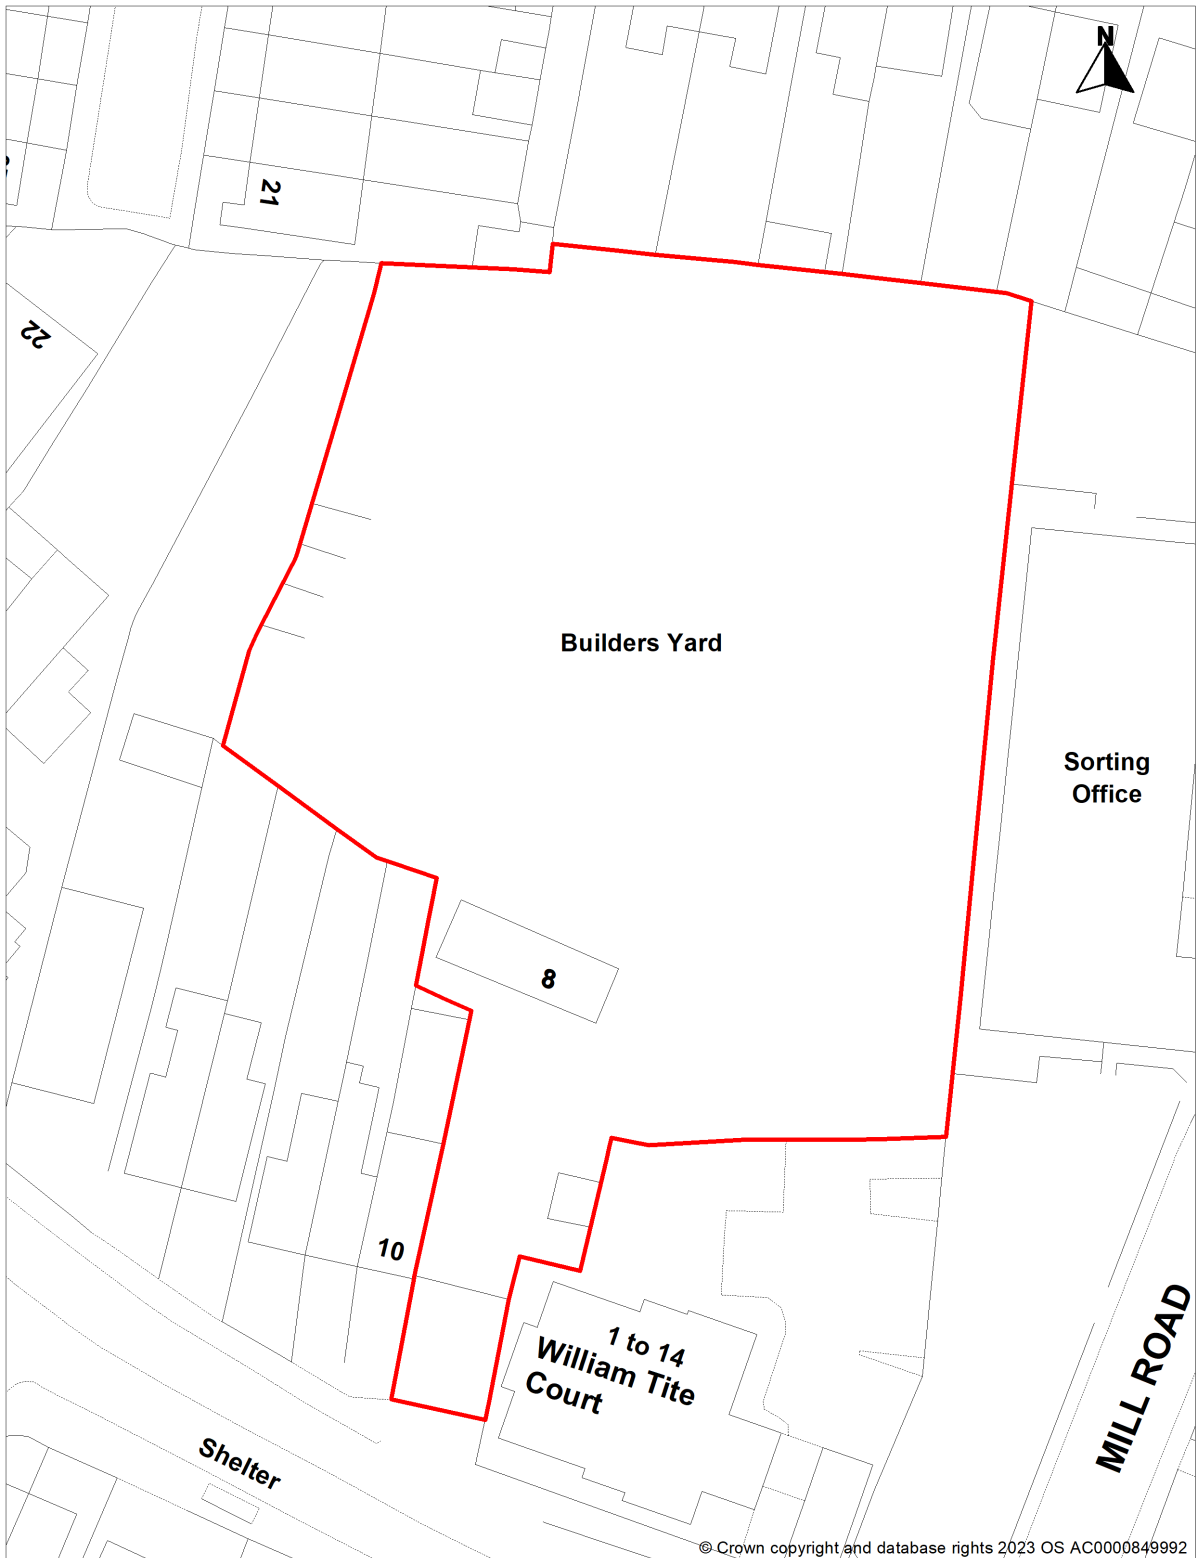 N
21
22
Builders Yard
Sorting
Office
8
10
1 to 14
William Tite
Court
MILL ROAD
Shelter
© Crown copyright and database rights 2023 OS AC0000849992